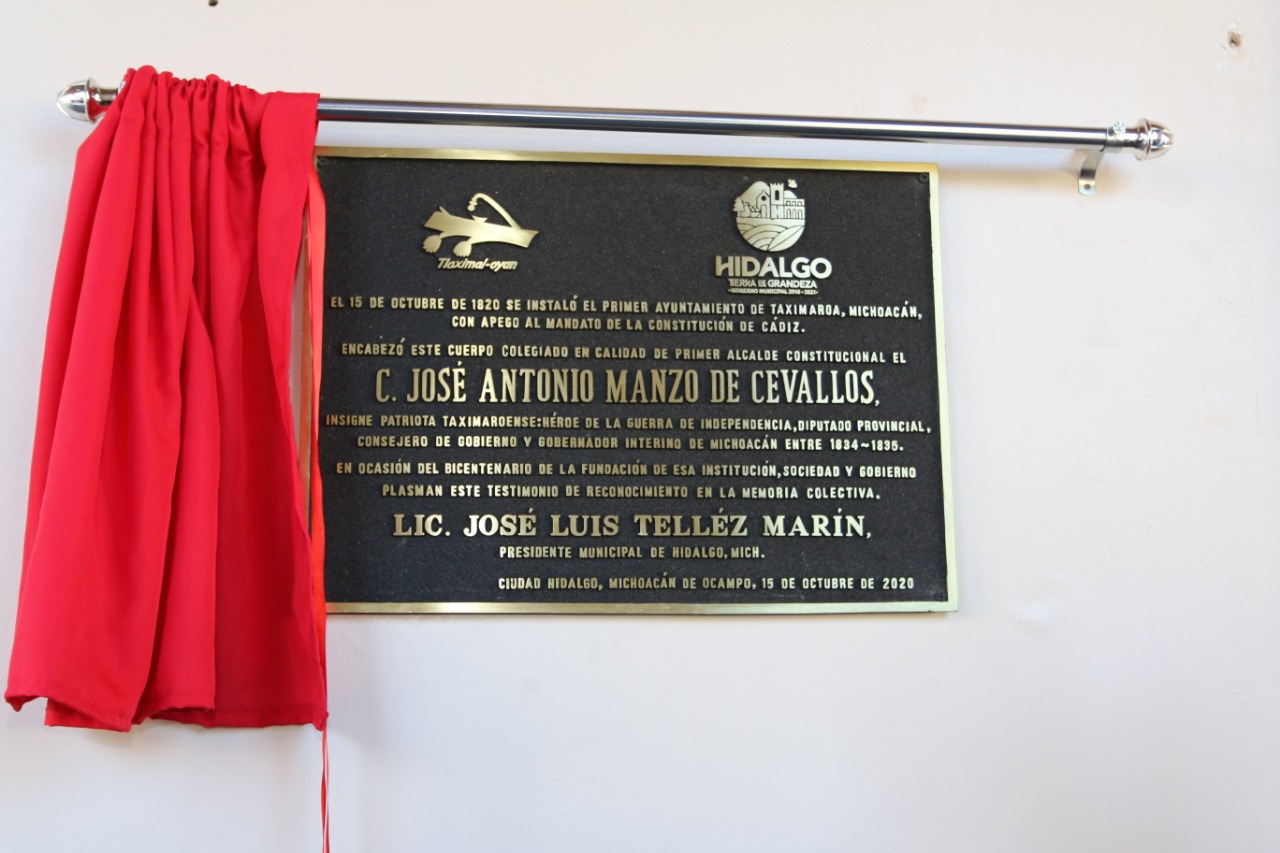 Tlaximal-oyan
HIDALGO
TIERRA DE GRANDEZA
-GOBIERNO MUNICIPAL 2018 - 2021-
EL 15 DE OCTUBRE DE 1820 SE INSTALÓ EL PRIMER AYUNTAMIENTO DE TAXIMAROA, MICHOACÁN,
CON APEGO AL MANDATO DE LA CONSTITUCIÓN DE CÁDIZ.
ENCABEZÓ ESTE CUERPO COLEGIADO EN CALIDAD DE PRIMER ALCALDE CONSTITUCIONAL EL
C. JOSÉ ANTONIO MANZO DE CEVALLOS,
INSIGNE PATRIOTA TAXIMAROENSE:HÉROE DE LA GUERRA DE INDEPENDENCIA,DIPUTADO PROVINCIAL,
CONSEJERO DE GOBIERNO Y GOBERNADOR INTERINO DE MICHOACÁN ENTRE 1834~1835.
EN OCASIÓN DEL BICENTENARIO DE LA FUNDACIÓN DE ESA INSTITUCIÓN,SOCIEDAD Y GOBIERNO
PLASMAN ESTE TESTIMONIO DE RECONOCIMIENTO EN LA MEMORIA COLECTIVA.
LIC. JOSÉ LUIS TELLÉZ MARÍN,
PRESIDENTE MUNICIPAL DE HIDALGO, MICH.
CIUDAD HIDALGO, MICHOACÁN DE OCAMPO, 15 DE OCTUBRE DE 2020